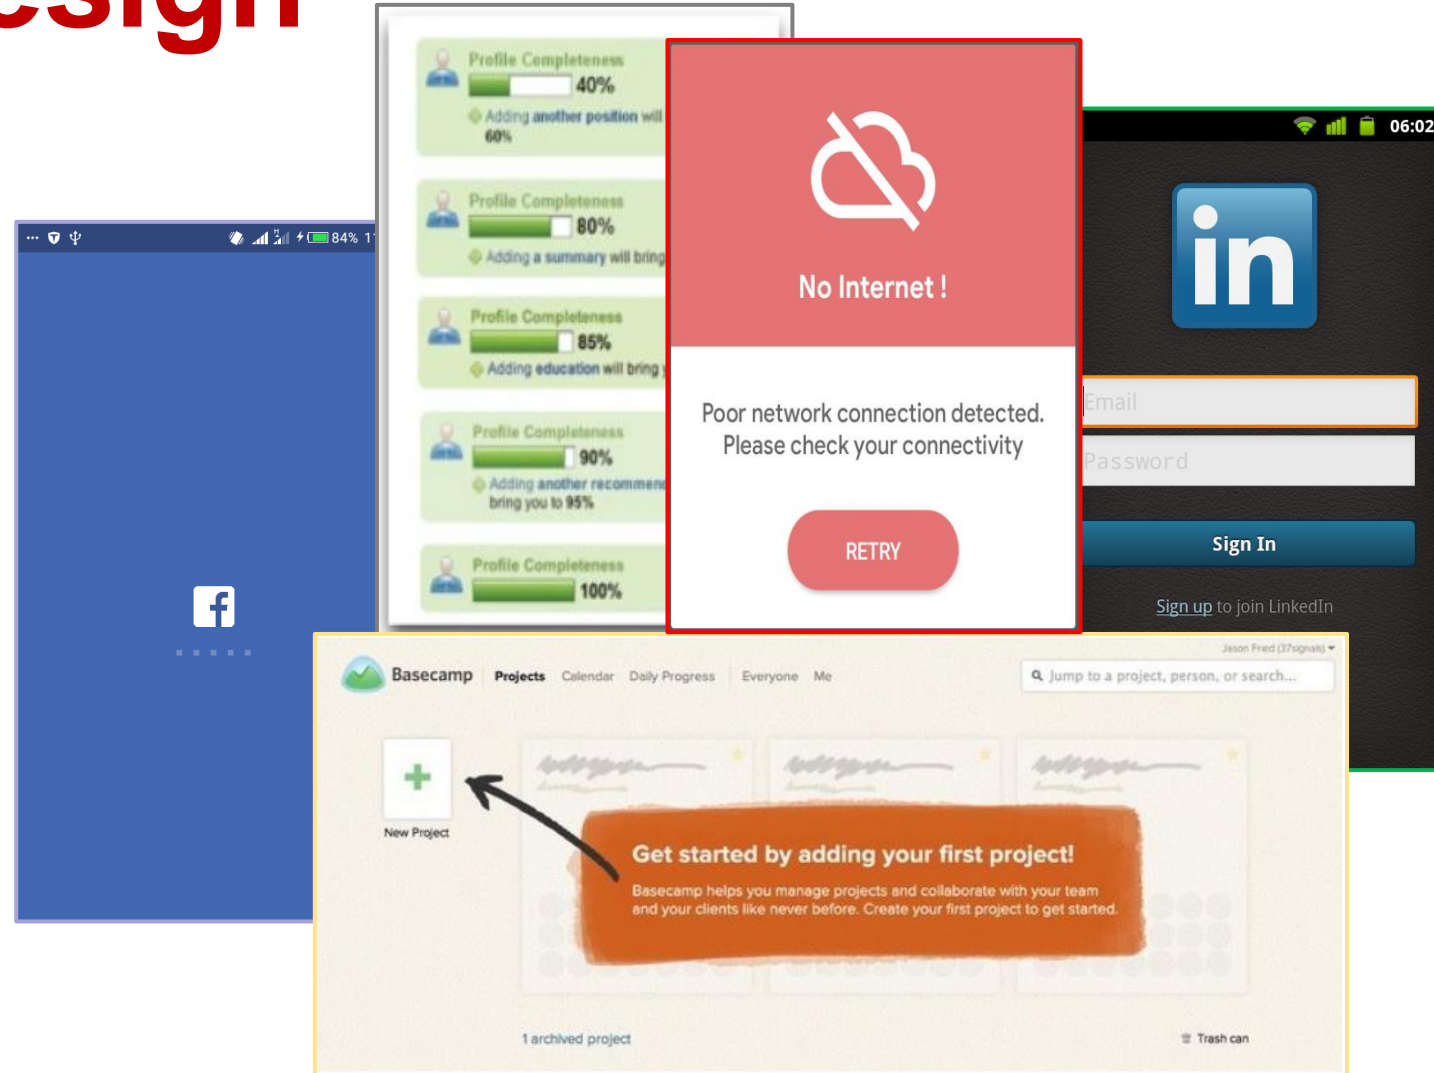 esign
Profile Completeness
40%
Adding another position will
60%
Profile Completeness
80%
Adding a summary will bring
Profile Completeness
85%
Adding education will bring
Profile Completeness
90%
Adding another recommen
bring you to 95%
Profile Completeness
100%
No Internet !
Poor network connection detected.
Please check your connectivity
RETRY
06:02
in
Email
Password
Sign In
Sign up to join LinkedIn
84% 1
f
Jason Fried (37signals)
Basecamp Projects Calendar Daily Progress Everyone Me
Jump to a project, person, or search...
New Project
Get started by adding your first project!
Basecamp helps you manage projects and collaborate with your team
and your clients like never before. Create your first project to get started.
1 archived project
Trash can